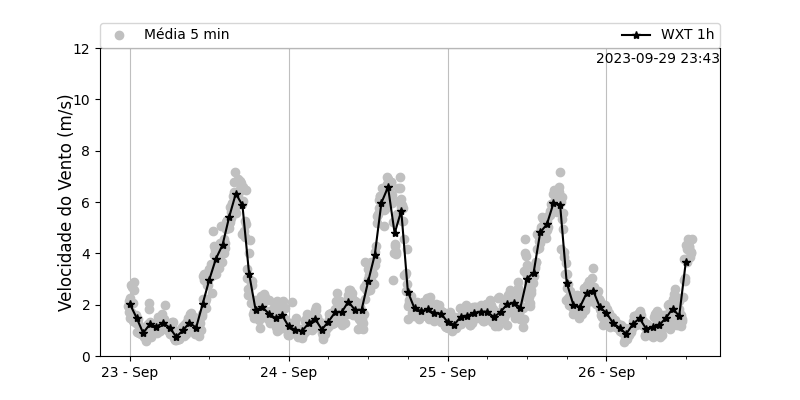 Média 5 min
WXT 1h
2023-09-29 23:43
Velocidade do Vento (m/s)
12
10
8
6
4
2
0
23 - Sep
24 - Sep
25 - Sep
26 - Sep